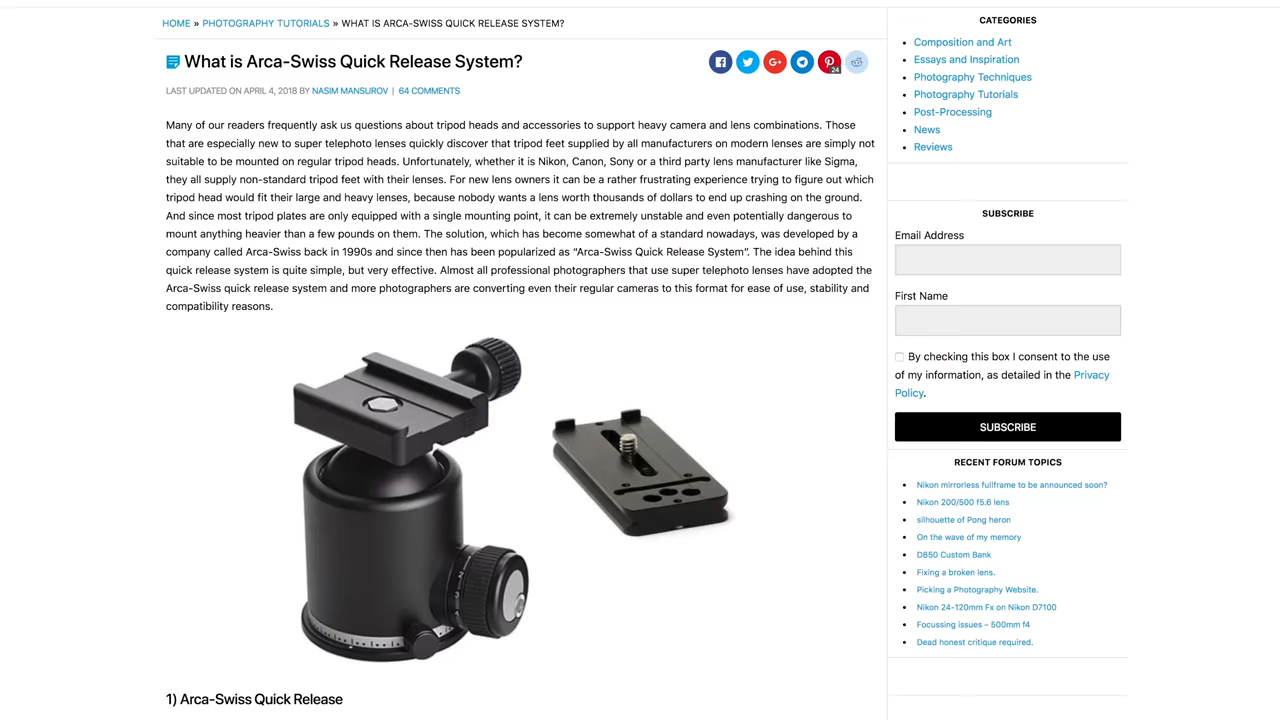 HOME » PHOTOGRAPHY TUTORIALS » WHAT IS ARCA-SWISS QUICK RELEASE SYSTEM?
What is Arca-Swiss Quick Release System?
24
LAST UPDATED ON APRIL 4, 2018 BY NASIM MANSUROV | 64 COMMENTS
Many of our readers frequently ask us questions about tripod heads and accessories to support heavy camera and lens combinations. Those
that are especially new to super telephoto lenses quickly discover that tripod feet supplied by all manufacturers on modern lenses are simply not
suitable to be mounted on regular tripod heads. Unfortunately, whether it is Nikon, Canon, Sony or a third party lens manufacturer like Sigma,
they all supply non-standard tripod feet with their lenses. For new lens owners it can be a rather frustrating experience trying to figure out which
tripod head would fit their large and heavy lenses, because nobody wants a lens worth thousands of dollars to end up crashing on the ground.
And since most tripod plates are only equipped with a single mounting point, it can be extremely unstable and even potentially dangerous to
mount anything heavier than a few pounds on them. The solution, which has become somewhat of a standard nowadays, was developed by a
company called Arca-Swiss back in 1990s and since then has been popularized as “Arca-Swiss Quick Release System”. The idea behind this
quick release system is quite simple, but very effective. Almost all professional photographers that use super telephoto lenses have adopted the
Arca-Swiss quick release system and more photographers are converting even their regular cameras to this format for ease of use, stability and
compatibility reasons.
1) Arca-Swiss Quick Release
CATEGORIES
Composition and Art
Essays and Inspiration
Photography Techniques
Photography Tutorials
Post-Processing
News
Reviews
SUBSCRIBE
Email Address
First Name
By checking this box I consent to the use
of my information, as detailed in the Privacy
Policy.
SUBSCRIBE
RECENT FORUM TOPICS
Nikon mirrorless fullframe to be announced soon?
Nikon 200/500 f5.6 lens
silhouette of Pong heron
On the wave of my memory
D850 Custom Bank
Fixing a broken lens.
Picking a Photography Website.
Nikon 24-120mm Fx on Nikon D7100
Focussing issues – 500mm f4
Dead honest critique required.